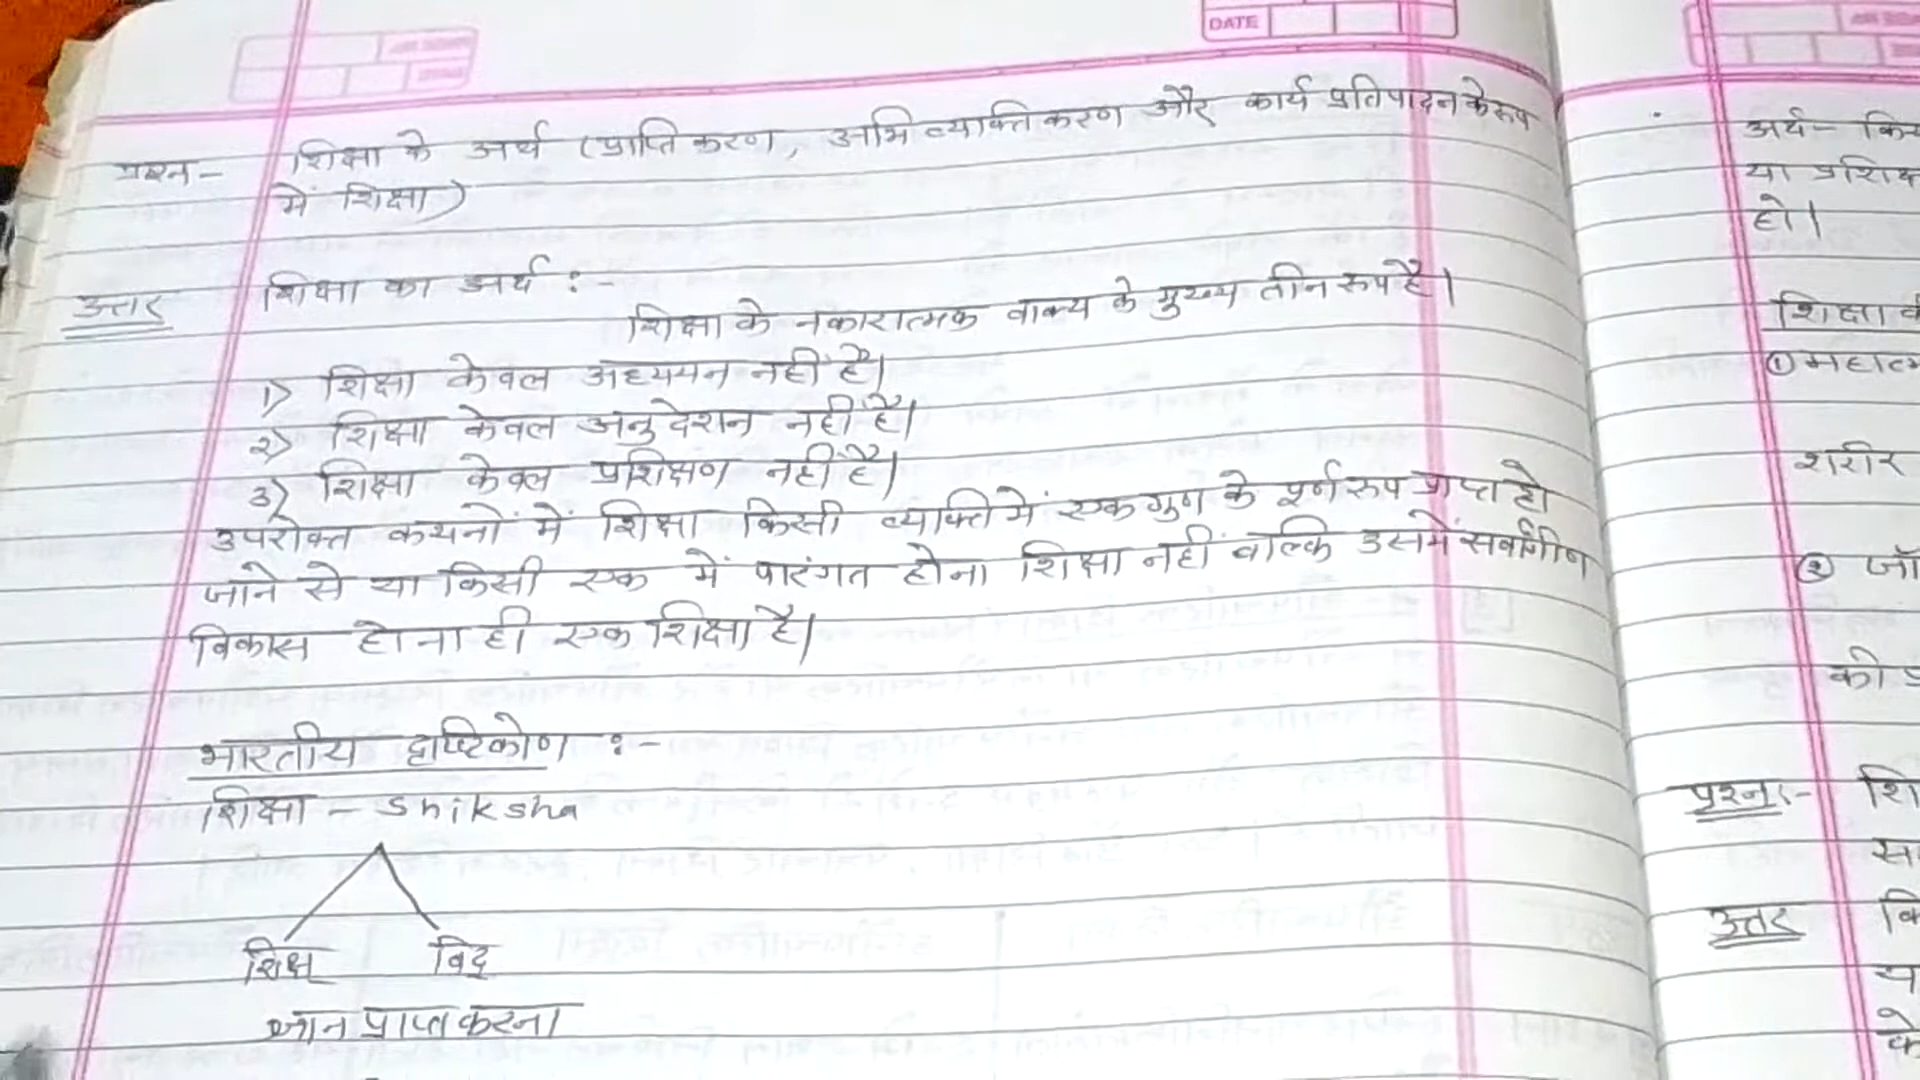 DATE
प्रश्न- शिक्षा के अर्थ (प्राप्तिकरण, अभिव्यक्तिकरण और कार्य प्रतिपादन के रूप
में शिक्षा)
उत्तर शिक्षा का अर्थ :-
शिक्षा के नकारात्मक वाक्य के मुख्य तीन रूप है।
1) शिक्षा केवल अध्ययन नहीं है।
2) शिक्षा केवल अनुदेशन नहीं है।
3) शिक्षा केवल प्रशिक्षण नहीं है।
उपरोक्त कथनों में शिक्षा किसी व्यक्ति में एक गुण के पूर्ण रूप प्राप्त हो
जाने से या किसी एक में पारंगत होना शिक्षा नहीं बल्कि उसमें सर्वांगीण
विकास होना ही एक शिक्षा है।
भारतीय दृष्टिकोण :-
शिक्षा - Shiksha
शिक्ष् विद्
ज्ञान प्राप्त करना
अर्थ-
या
हो।
शिक्षा
① महात्म
शरीर
② जॉ
की
प्रश्न:- शि
उत्तर वि
या
के